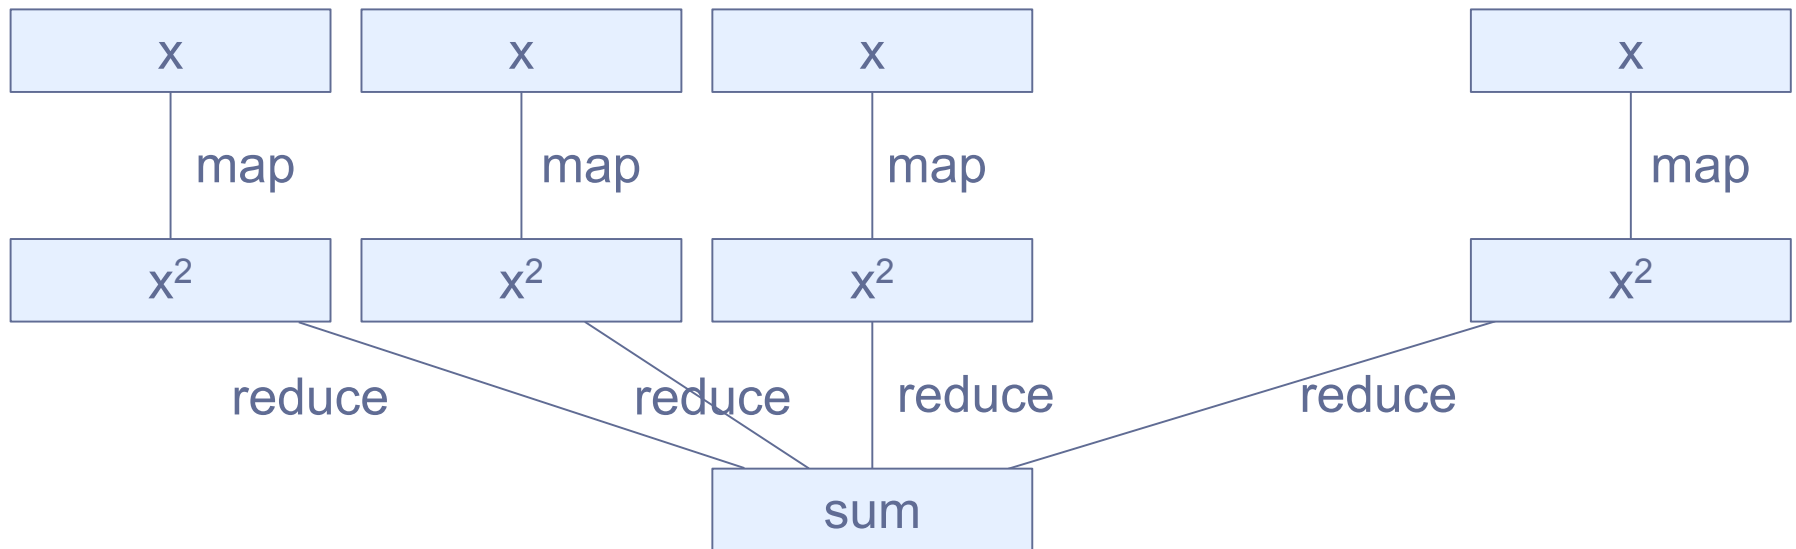 x x x x
map map map map
x² x² x² x²
reduce reduce reduce reduce
sum